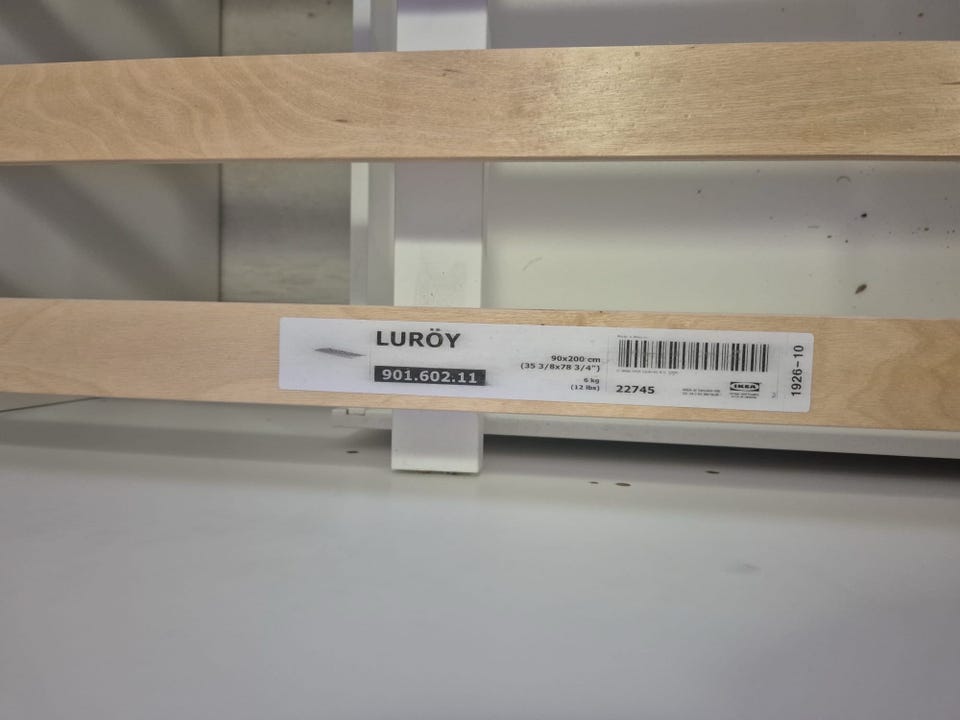 LURÖY
901.602.11
90x200 cm
(35 3/8x78 3/4")
6 kg
(12 lbs)
22745
IKEA
1926-10